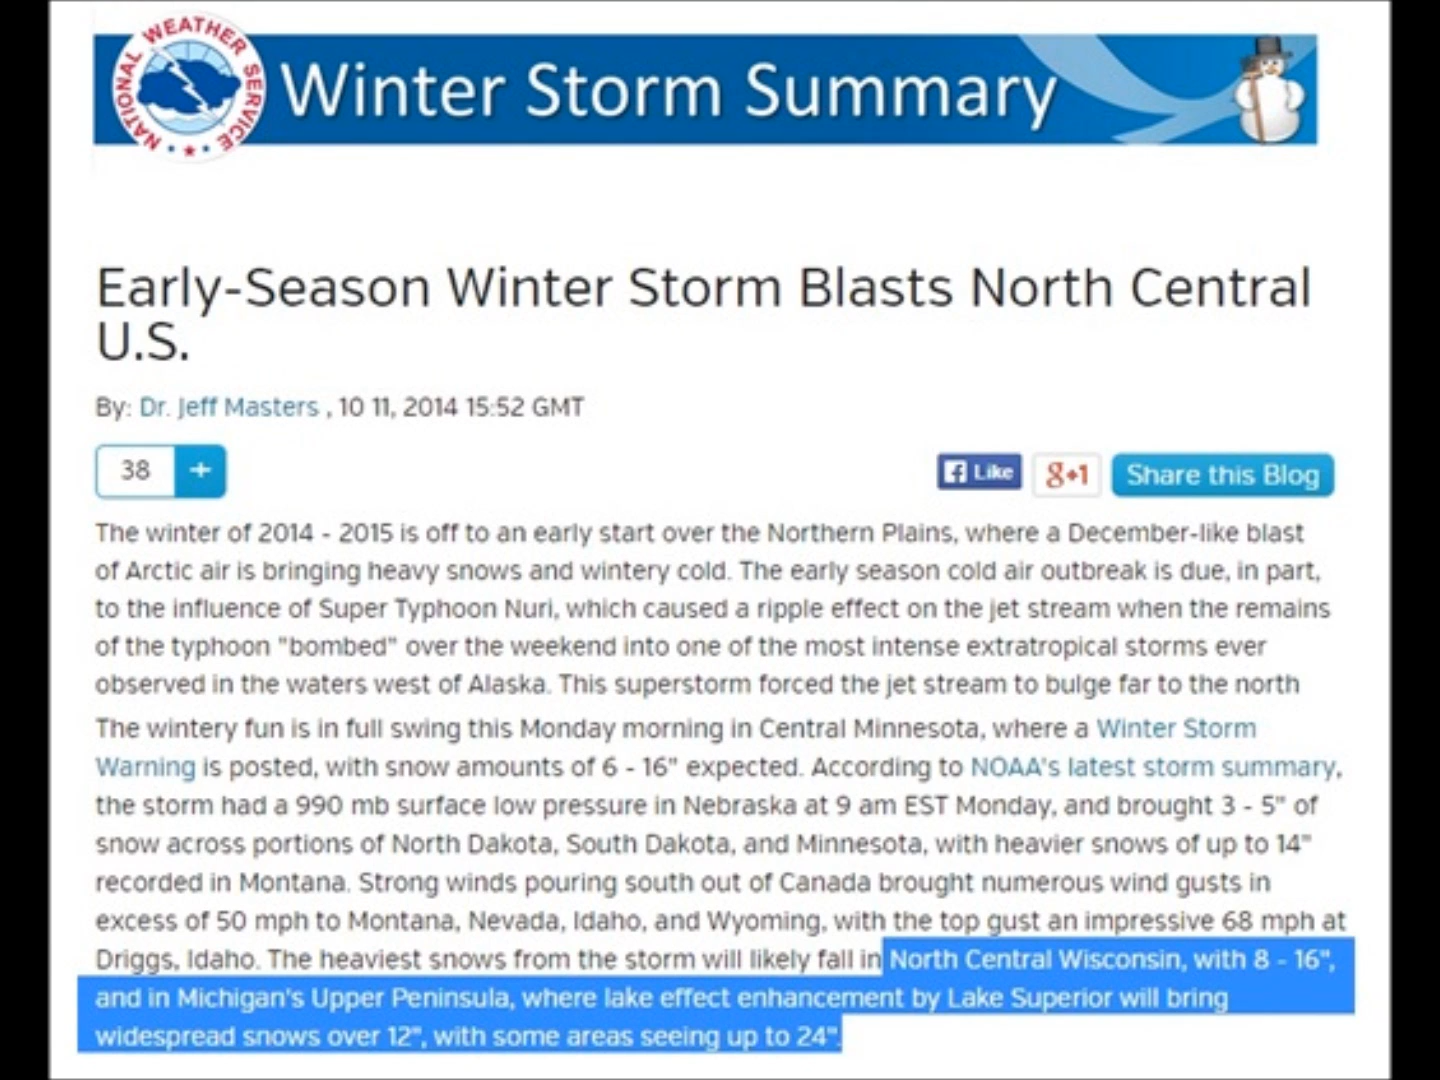 NATIONAL WEATHER SERVICE
Winter Storm Summary
Early-Season Winter Storm Blasts North Central
U.S.
By: Dr. Jeff Masters , 10 11, 2014 15:52 GMT
38 +
Like g+1 Share this Blog
The winter of 2014 - 2015 is off to an early start over the Northern Plains, where a December-like blast
of Arctic air is bringing heavy snows and wintery cold. The early season cold air outbreak is due, in part,
to the influence of Super Typhoon Nuri, which caused a ripple effect on the jet stream when the remains
of the typhoon "bombed" over the weekend into one of the most intense extratropical storms ever
observed in the waters west of Alaska. This superstorm forced the jet stream to bulge far to the north
The wintery fun is in full swing this Monday morning in Central Minnesota, where a Winter Storm
Warning is posted, with snow amounts of 6 - 16" expected. According to NOAA's latest storm summary,
the storm had a 990 mb surface low pressure in Nebraska at 9 am EST Monday, and brought 3 - 5" of
snow across portions of North Dakota, South Dakota, and Minnesota, with heavier snows of up to 14"
recorded in Montana. Strong winds pouring south out of Canada brought numerous wind gusts in
excess of 50 mph to Montana, Nevada, Idaho, and Wyoming, with the top gust an impressive 68 mph at
Driggs, Idaho. The heaviest snows from the storm will likely fall in North Central Wisconsin, with 8 - 16",
and in Michigan's Upper Peninsula, where lake effect enhancement by Lake Superior will bring
widespread snows over 12", with some areas seeing up to 24".